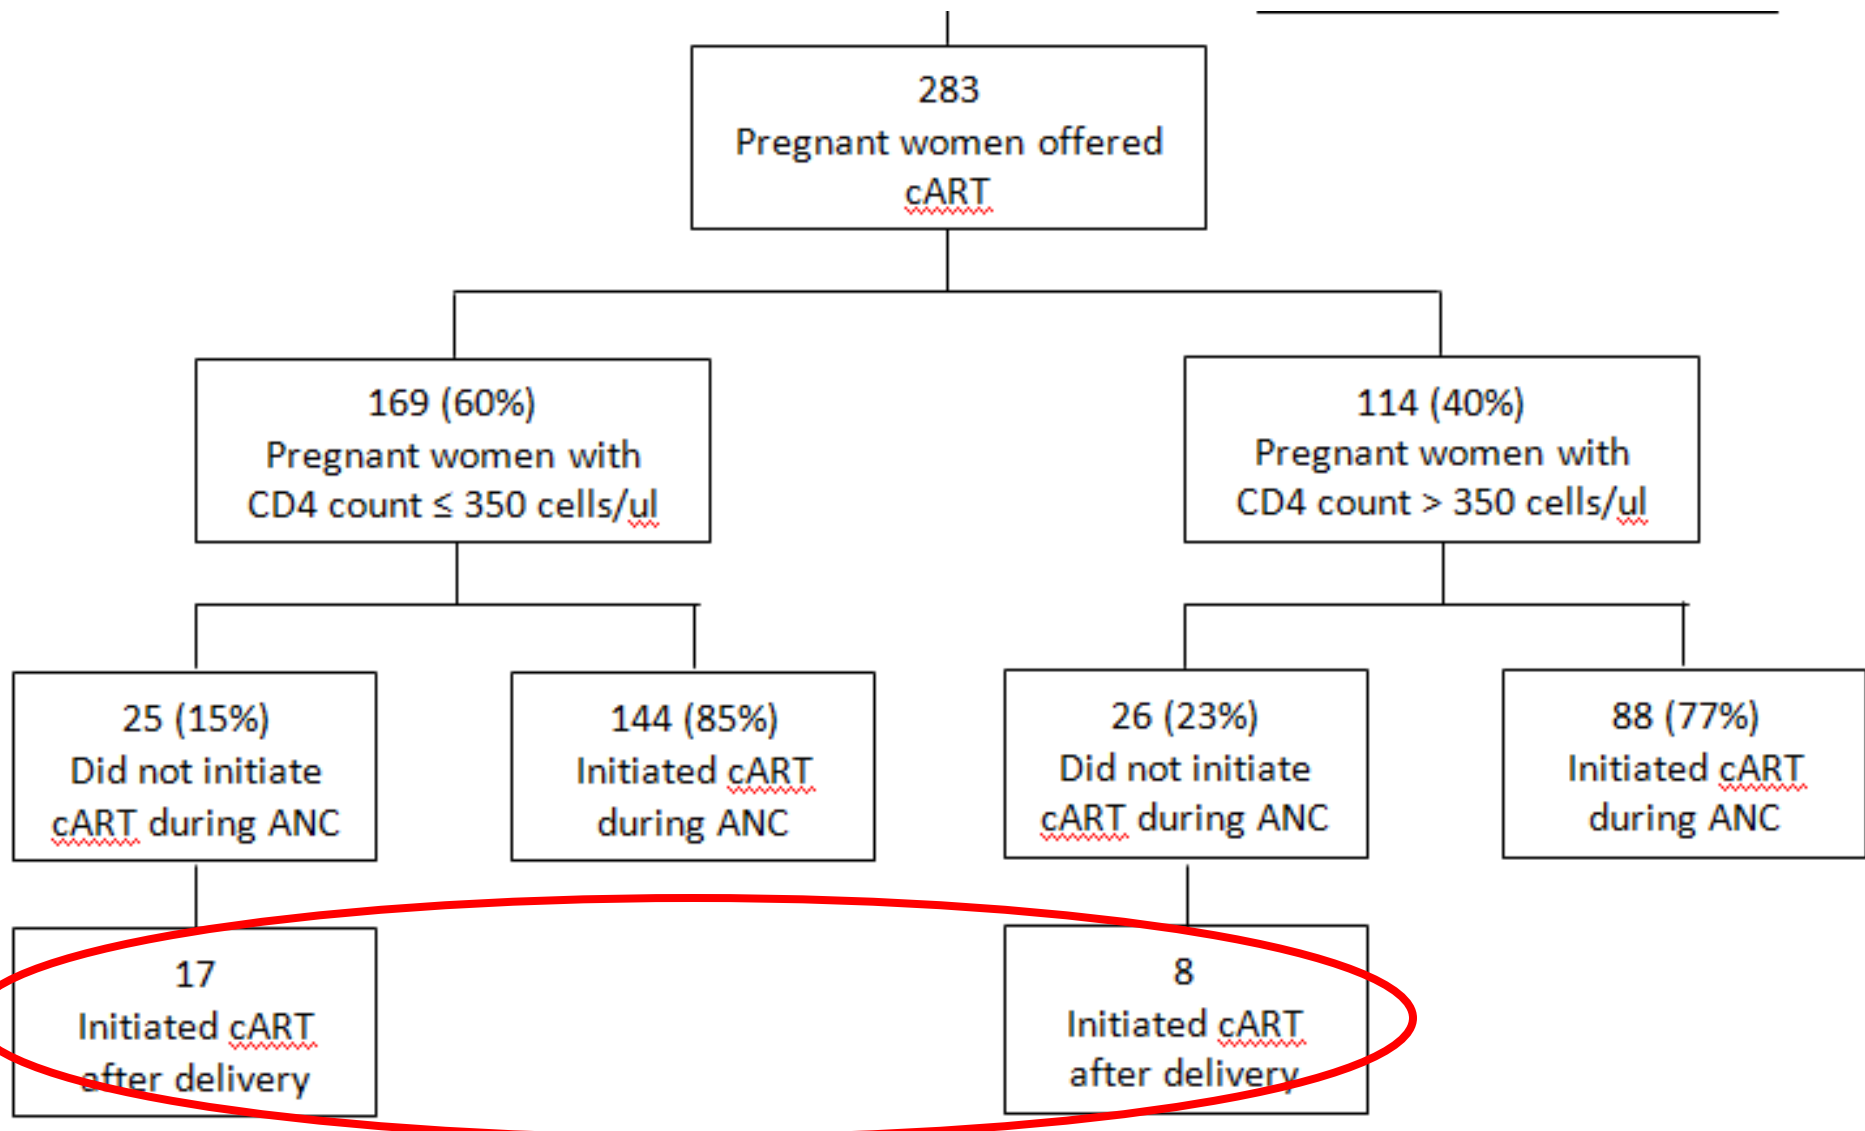 283
Pregnant women offered
cART
169 (60%)
Pregnant women with
CD4 count ≤ 350 cells/ul
114 (40%)
Pregnant women with
CD4 count > 350 cells/ul
25 (15%)
Did not initiate
cART during ANC
144 (85%)
Initiated cART
during ANC
26 (23%)
Did not initiate
cART during ANC
88 (77%)
Initiated cART
during ANC
17
Initiated cART
after delivery
8
Initiated cART
after delivery